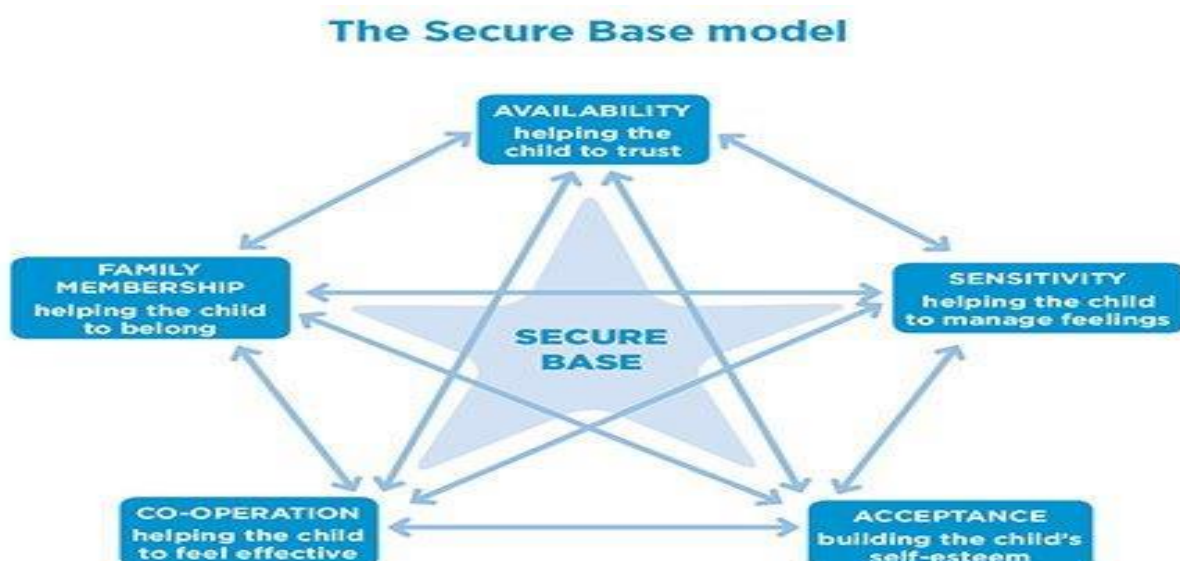 The Secure Base model
AVAILABILITY
helping the
child to trust
FAMILY
MEMBERSHIP
helping the child
to belong
SENSITIVITY
helping the child
to manage feelings
SECURE
BASE
CO-OPERATION
helping the child
to feel effective
ACCEPTANCE
building the child's
self-esteem